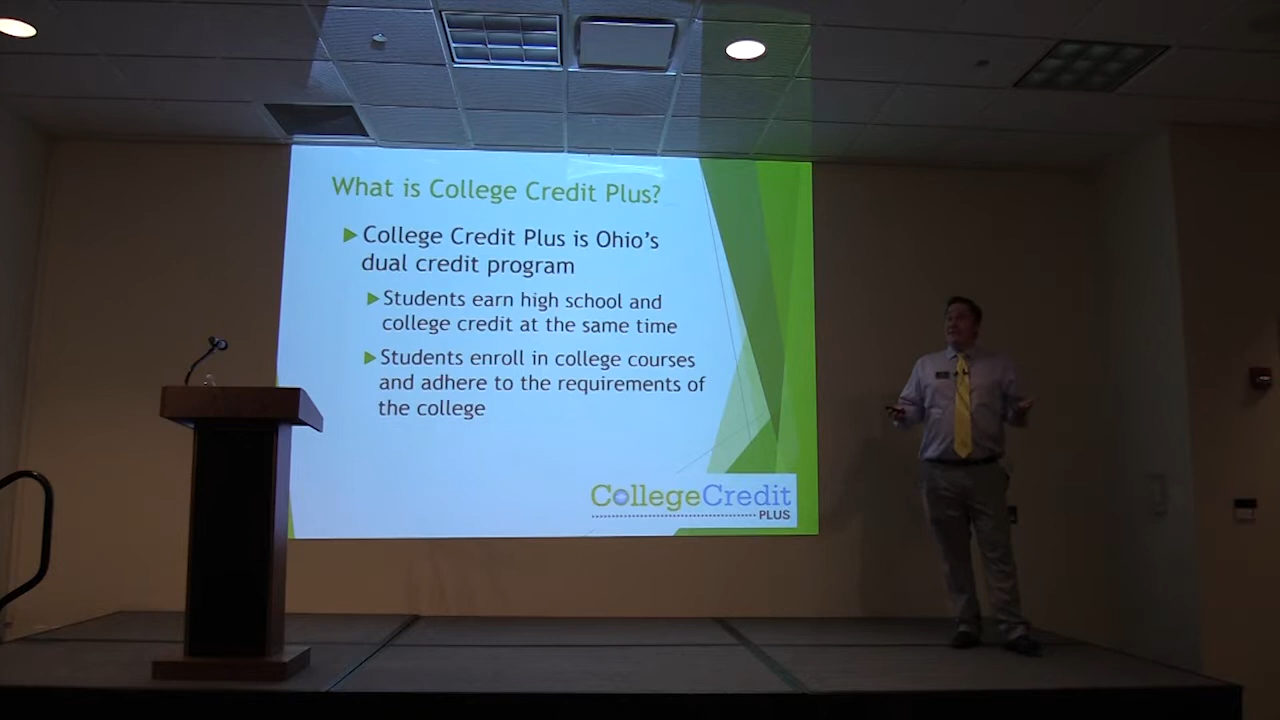 What is College Credit Plus?
College Credit Plus is Ohio's
dual credit program
Students earn high school and
college credit at the same time
Students enroll in college courses
and adhere to the requirements of
the college
CollegeCredit
PLUS